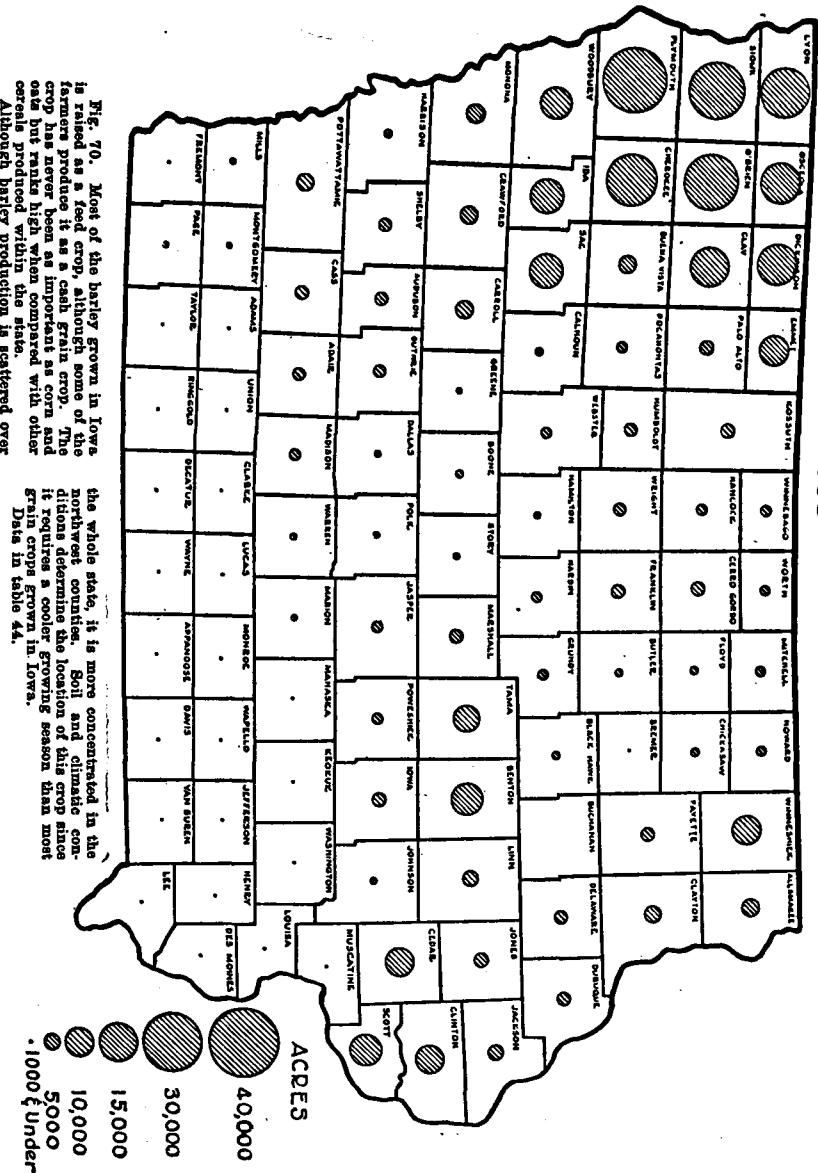 LYON
OSCEOLA
DICKINSON
EMMET
KOSSUTH
WINNEBAGO
WORTH
MITCHELL
HOWARD
WINNESHIEK
ALLAMAKEE
SIOUX
O'BRIEN
CLAY
PALO ALTO
HANCOCK
CERRO GORDO
FLOYD
CHICKASAW
FAYETTE
CLAYTON
PLYMOUTH
CHEROKEE
BUENA VISTA
POCAHONTAS
HUMBOLDT
WRIGHT
FRANKLIN
BUTLER
BREMER
WOODBURY
IDA
SAC
CALHOUN
WEBSTER
HAMILTON
HARDIN
GRUNDY
BLACK HAWK
BUCHANAN
DELAWARE
DUBUQUE
MONONA
CRAWFORD
CARROLL
GREENE
BOONE
STORY
MARSHALL
TAMA
BENTON
LINN
JONES
JACKSON
HARRISON
SHELBY
AUDUBON
GUTHRIE
DALLAS
POLK
JASPER
POWESHIEK
IOWA
JOHNSON
CEDAR
CLINTON
SCOTT
POTTAWATTAMIE
CASS
ADAIR
MADISON
WARREN
MARION
MAHASKA
KEOKUK
WASHINGTON
MUSCATINE
LOUISA
MILLS
MONTGOMERY
ADAMS
UNION
CLARKE
LUCAS
MONROE
WAPELLO
JEFFERSON
HENRY
DES MOINES
FREMONT
PAGE
TAYLOR
RINGGOLD
DECATUR
WAYNE
APPANOOSE
DAVIS
VAN BUREN
LEE
ACRES
40,000
30,000
15,000
10,000
5,000
1000 & Under
Fig. 70. Most of the barley grown in Iowa
is raised as a feed crop, although some of the
farmers produce it as a cash grain crop. The
crop has never been as important as corn and
oats but ranks high when compared with other
cereals produced within the state.
Although barley production is scattered over
the whole state, it is more concentrated in the
northwest counties. Soil and climatic con-
ditions determine the location of this crop since
it requires a cooler growing season than most
grain crops grown in Iowa.
Data in table 44.